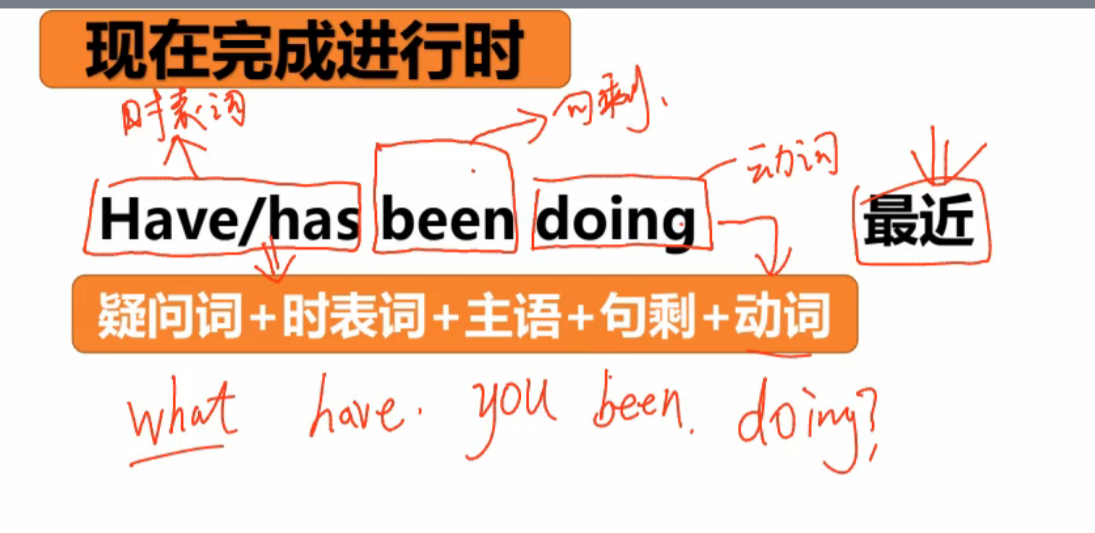 现在完成进行时
时表词
句剩.
动词
Have/has been doing 最近
疑问词+时表词+主语+句剩+动词
what have. you been. doing?